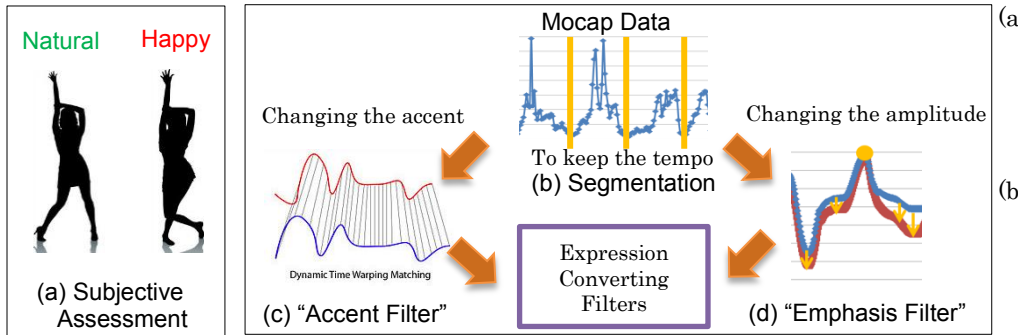 Natural Happy
(a) Subjective
Assessment
Mocap Data
Changing the accent
Changing the amplitude
To keep the tempo
(b) Segmentation
Dynamic Time Warping Matching
(c) “Accent Filter”
Expression
Converting
Filters
(d) “Emphasis Filter”
(a
(b